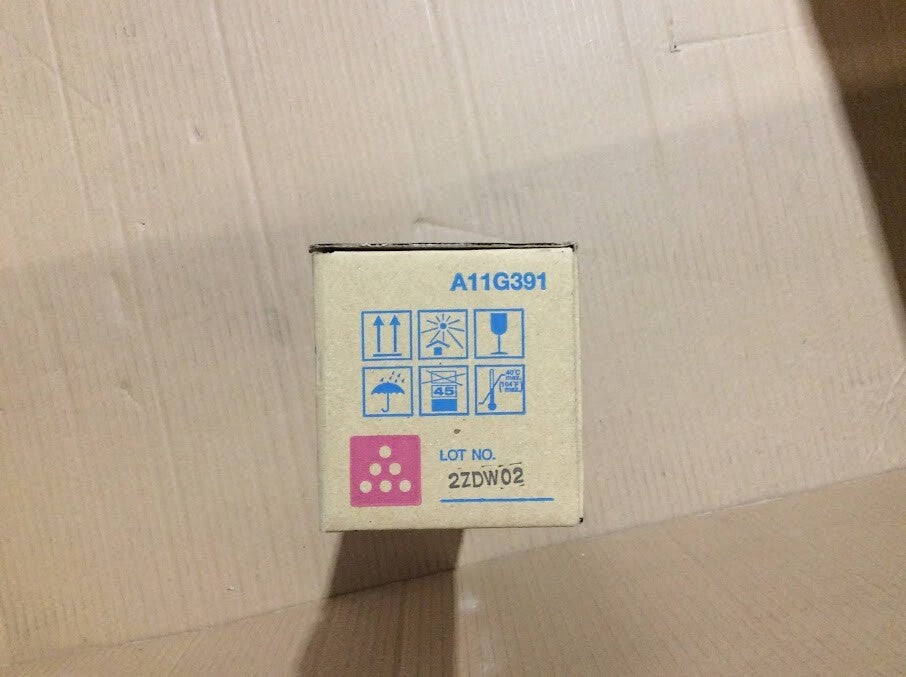 A11G391
45
40°C
max.
104°F
max.
LOT NO.
2ZDW02